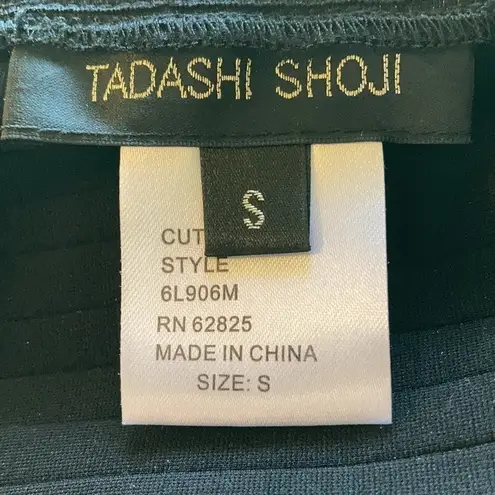 TADASHI SHOJI
S
CUT
STYLE
6L906M
RN 62825
MADE IN CHINA
SIZE: S